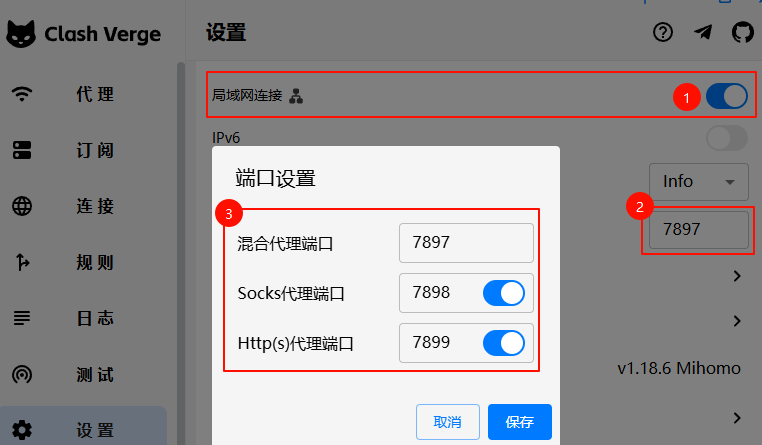 Clash Verge
设置
代理
局域网连接
1
订阅
IPv6
端口设置
Info
连接
3
2
混合代理端口
7897
7897
规则
Socks代理端口
7898
日志
Http(s)代理端口
7899
测试
v1.18.6 Mihomo
设置
取消
保存